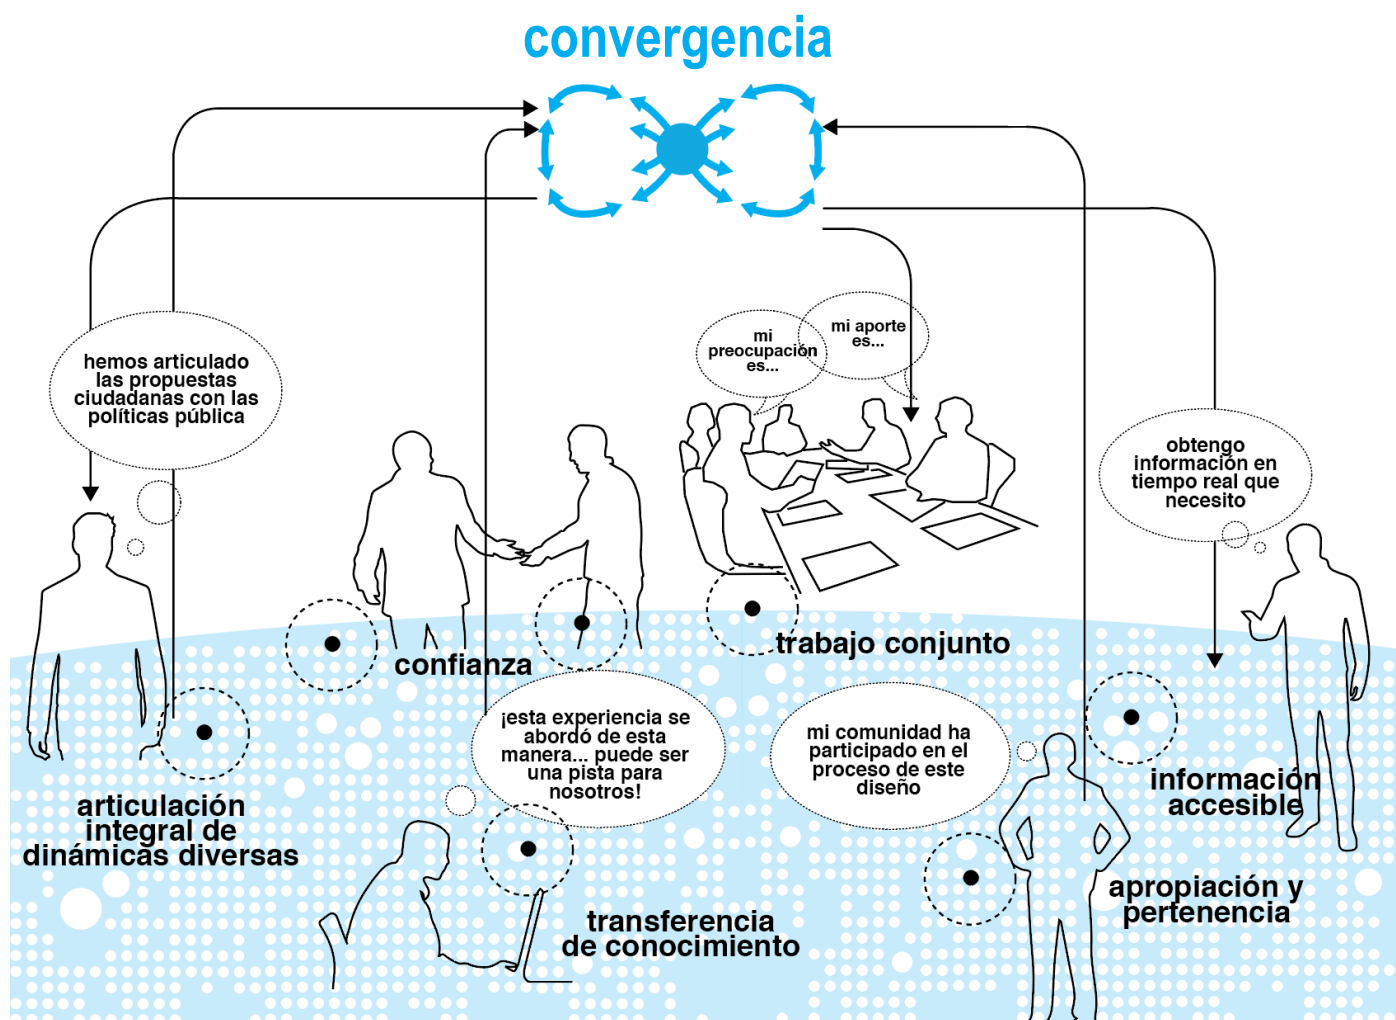 convergencia
mi
preocupación
es...
mi aporte
es...
hemos articulado
las propuestas
ciudadanas con las
políticas pública
obtengo
información en
tiempo real que
necesito
confianza
trabajo conjunto
¡esta experiencia se
abordó de esta
manera... puede ser
una pista para
nosotros!
mi comunidad ha
participado en el
proceso de este
diseño
información
accesible
articulación
integral de
dinámicas diversas
apropiación y
pertenencia
transferencia
de conocimiento